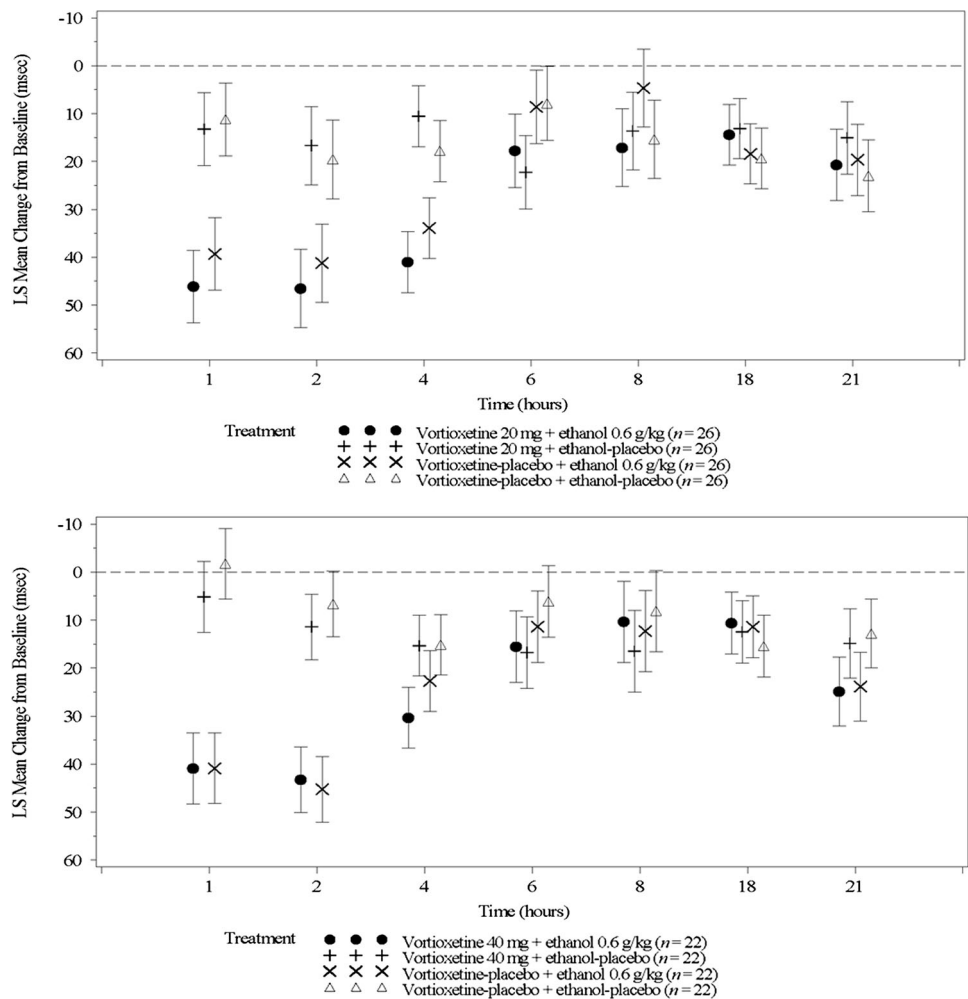 -10
0
10
20
30
40
50
60
LS Mean Change from Baseline (msec)
1 2 4 6 8 18 21
Time (hours)
Treatment
Vortioxetine 20 mg + ethanol 0.6 g/kg (n = 26)
Vortioxetine 20 mg + ethanol-placebo (n = 26)
Vortioxetine-placebo + ethanol 0.6 g/kg (n = 26)
Vortioxetine-placebo + ethanol-placebo (n = 26)
-10
0
10
20
30
40
50
60
LS Mean Change from Baseline (msec)
1 2 4 6 8 18 21
Time (hours)
Treatment
Vortioxetine 40 mg + ethanol 0.6 g/kg (n = 22)
Vortioxetine 40 mg + ethanol-placebo (n = 22)
Vortioxetine-placebo + ethanol 0.6 g/kg (n = 22)
Vortioxetine-placebo + ethanol-placebo (n = 22)